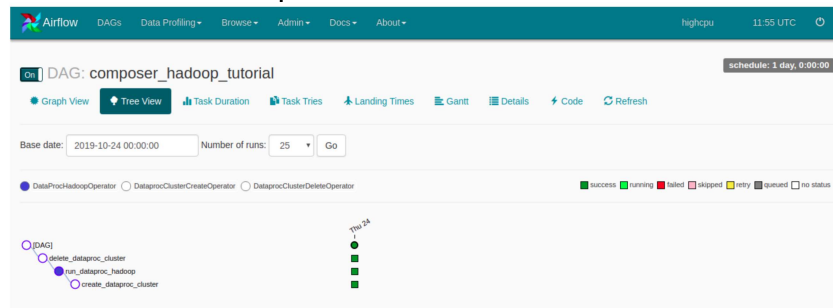 Airflow DAGs Data Profiling Browse Admin Docs About highcpu 11:55 UTC
On DAG: composer_hadoop_tutorial schedule: 1 day, 0:00:00
Graph View Tree View Task Duration Task Tries Landing Times Gantt Details Code Refresh
Base date: 2019-10-24 00:00:00 Number of runs: 25 Go
DataProcHadoopOperator DataprocClusterCreateOperator DataprocClusterDeleteOperator success running failed skipped retry queued no status
Thu 24
[DAG]
delete_dataproc_cluster
run_dataproc_hadoop
create_dataproc_cluster